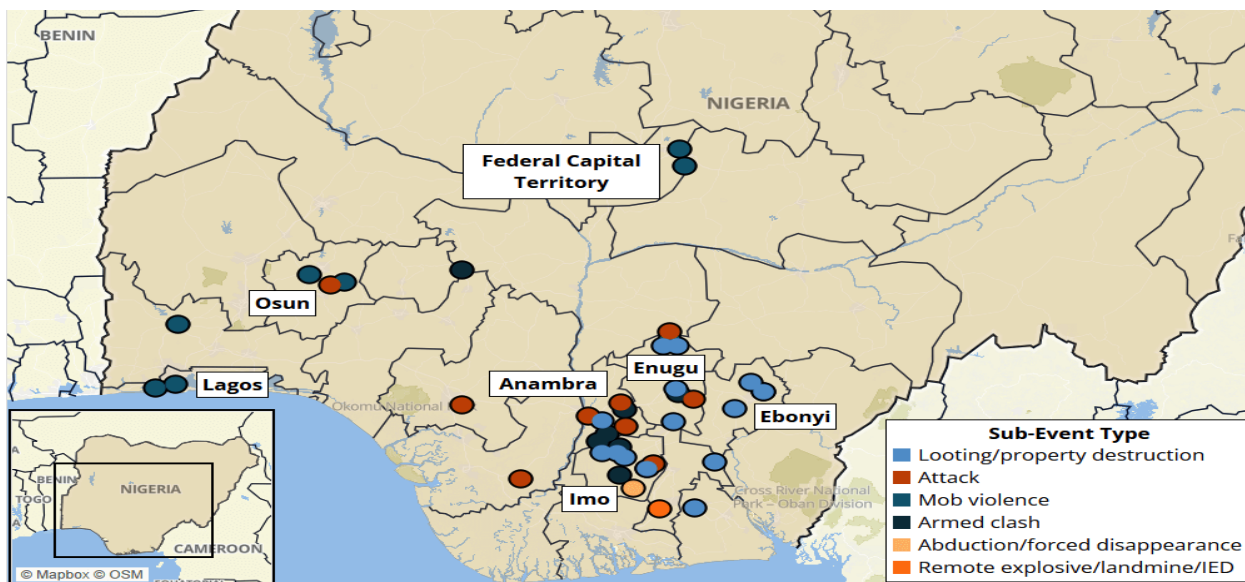 BENIN
NIGERIA
Federal Capital
Territory
Osun
Enugu
Lagos
Anambra
Okomu National
Ebonyi
Imo
Cross River National
Park – Oban Division
Sub-Event Type
Looting/property destruction
Attack
Mob violence
Armed clash
Abduction/forced disappearance
Remote explosive/landmine/IED
NIGERIA
BENIN
TOGO
CAMEROON
© Mapbox © OSM